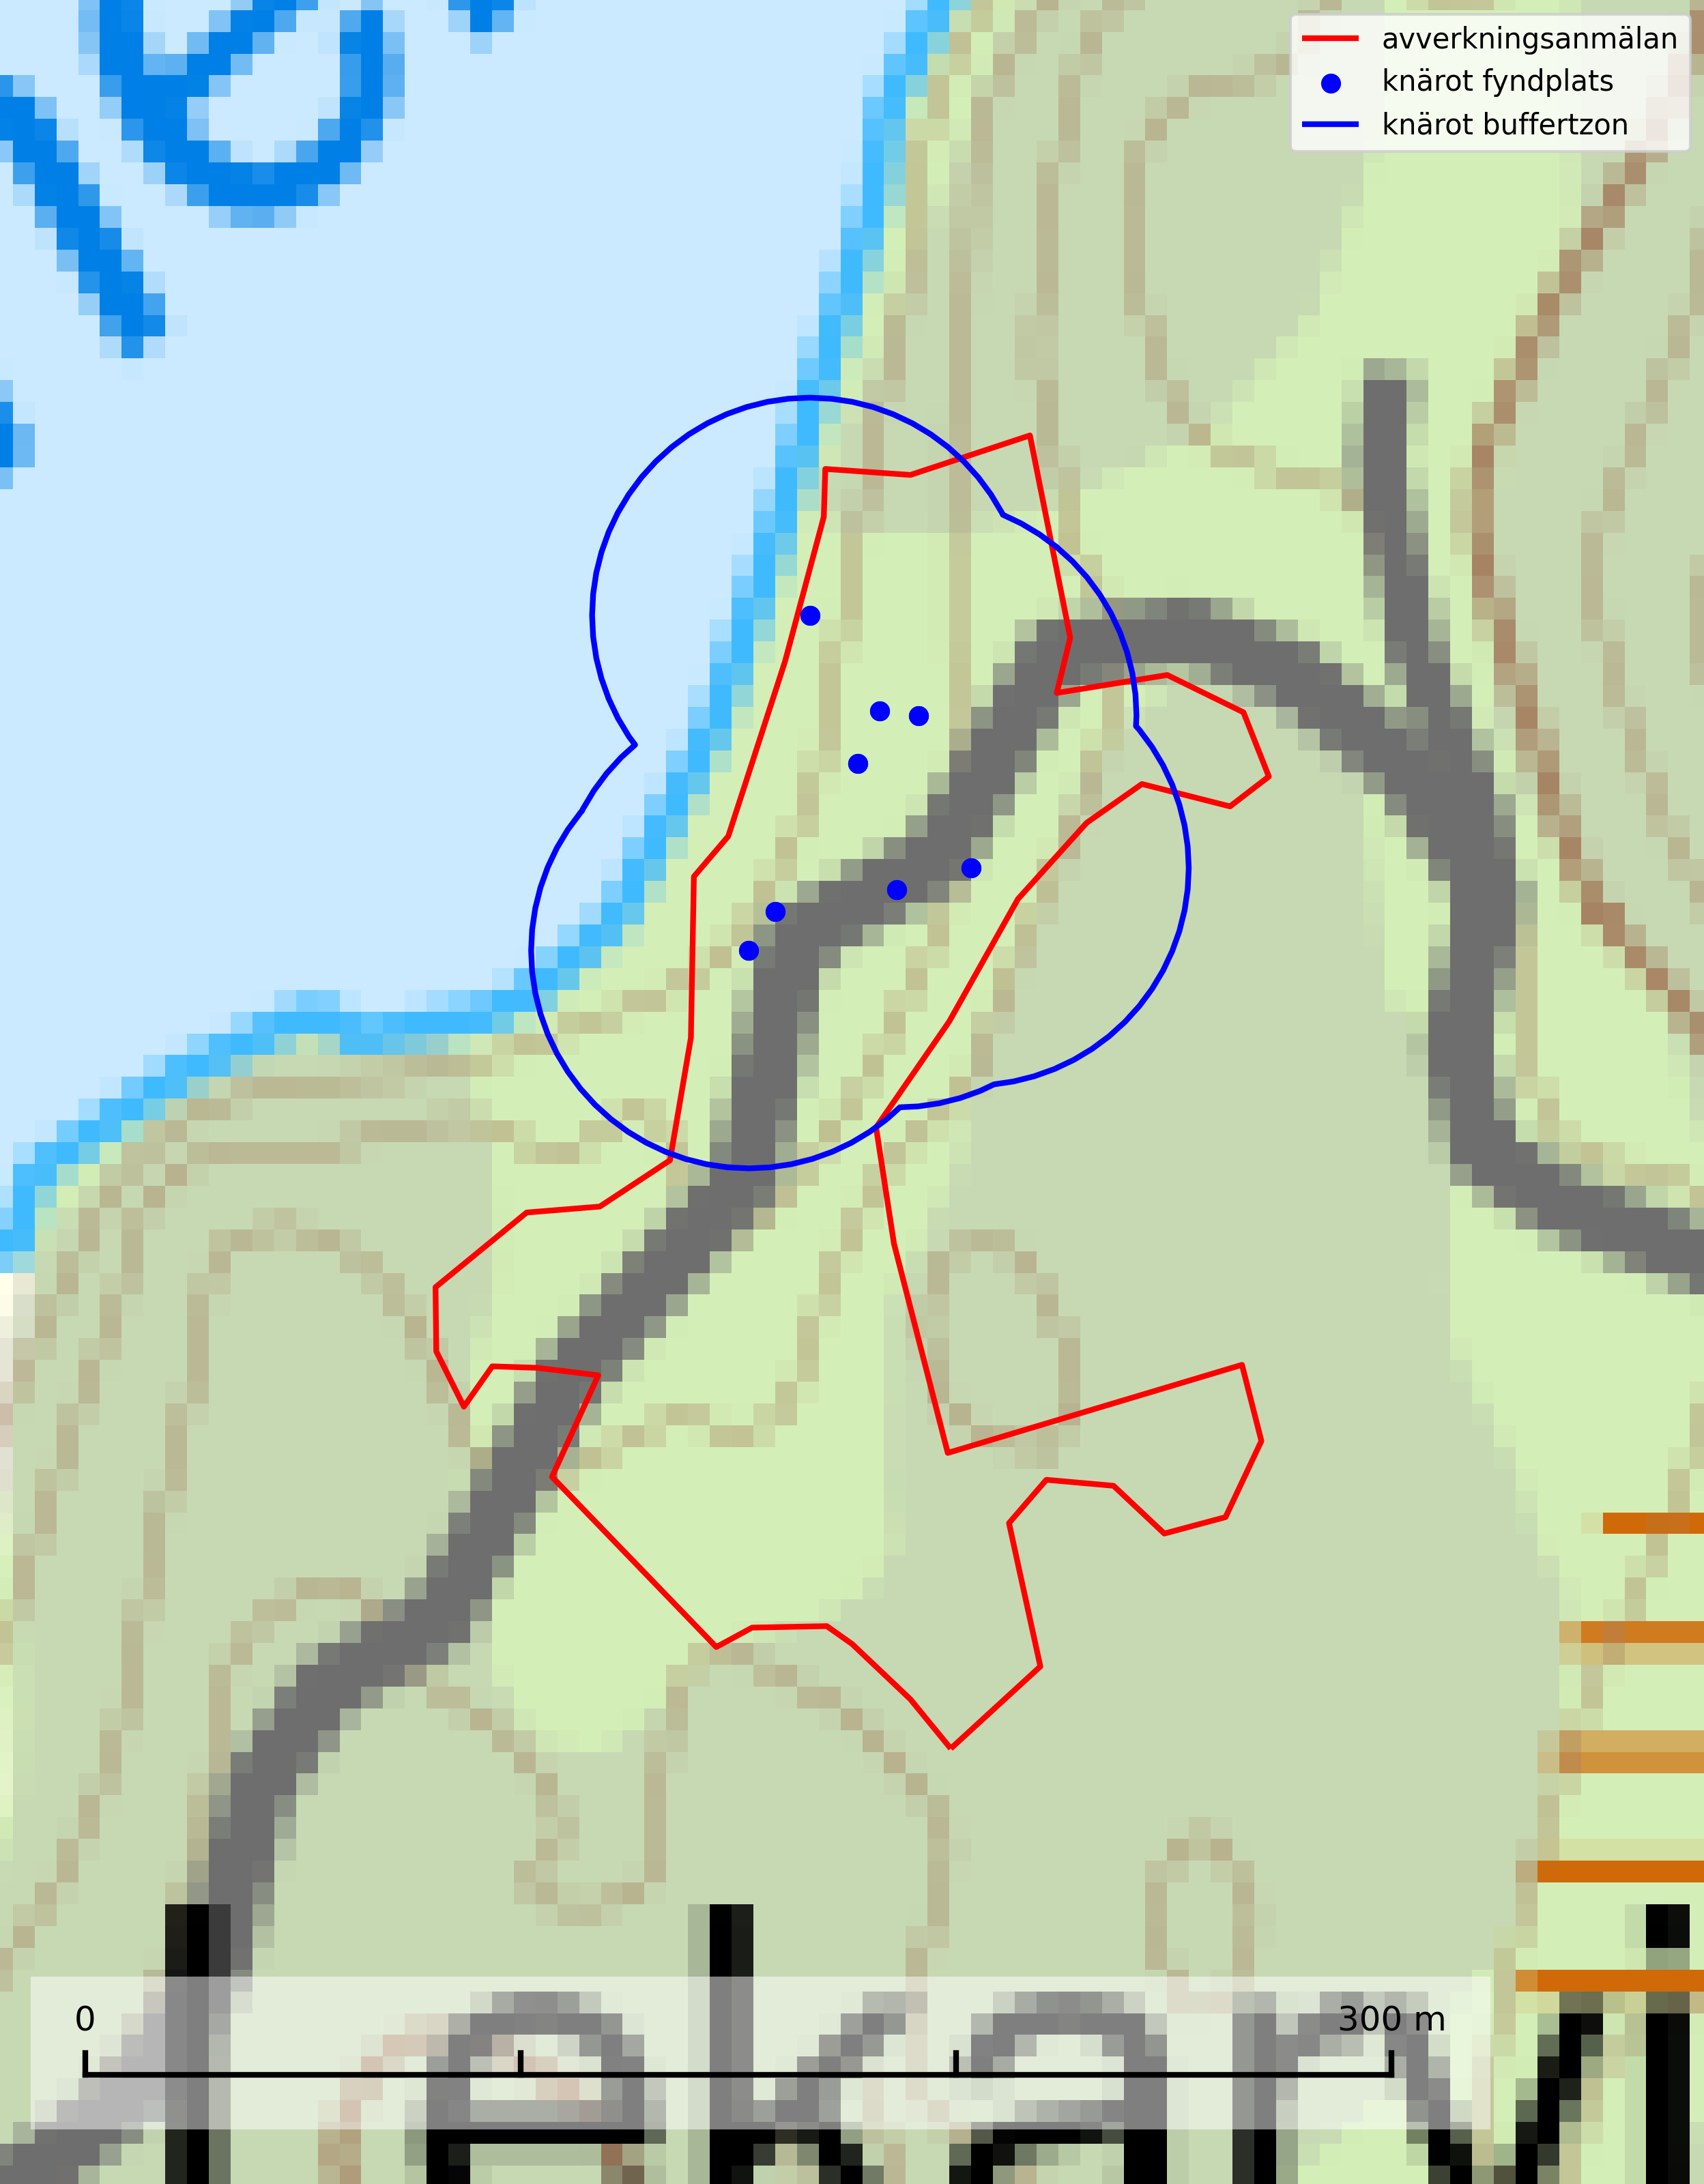 avverkningsanmälan
knärot fyndplats
knärot buffertzon
0
300 m